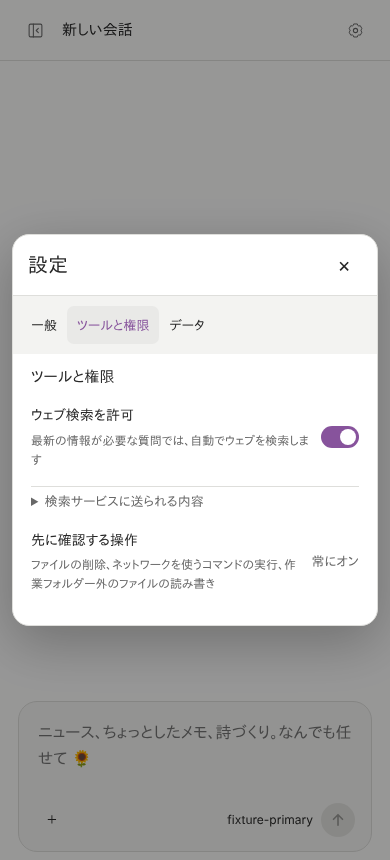 新しい会話
設定
一般 ツールと権限 データ
ツールと権限
ウェブ検索を許可
最新の情報が必要な質問では、自動でウェブを検索しま
す
検索サービスに送られる内容
先に確認する操作
ファイルの削除、ネットワークを使うコマンドの実行、作
業フォルダー外のファイルの読み書き
常にオン
ニュース、ちょっとしたメモ、詩づくり。なんでも任
せて 🌻
fixture-primary